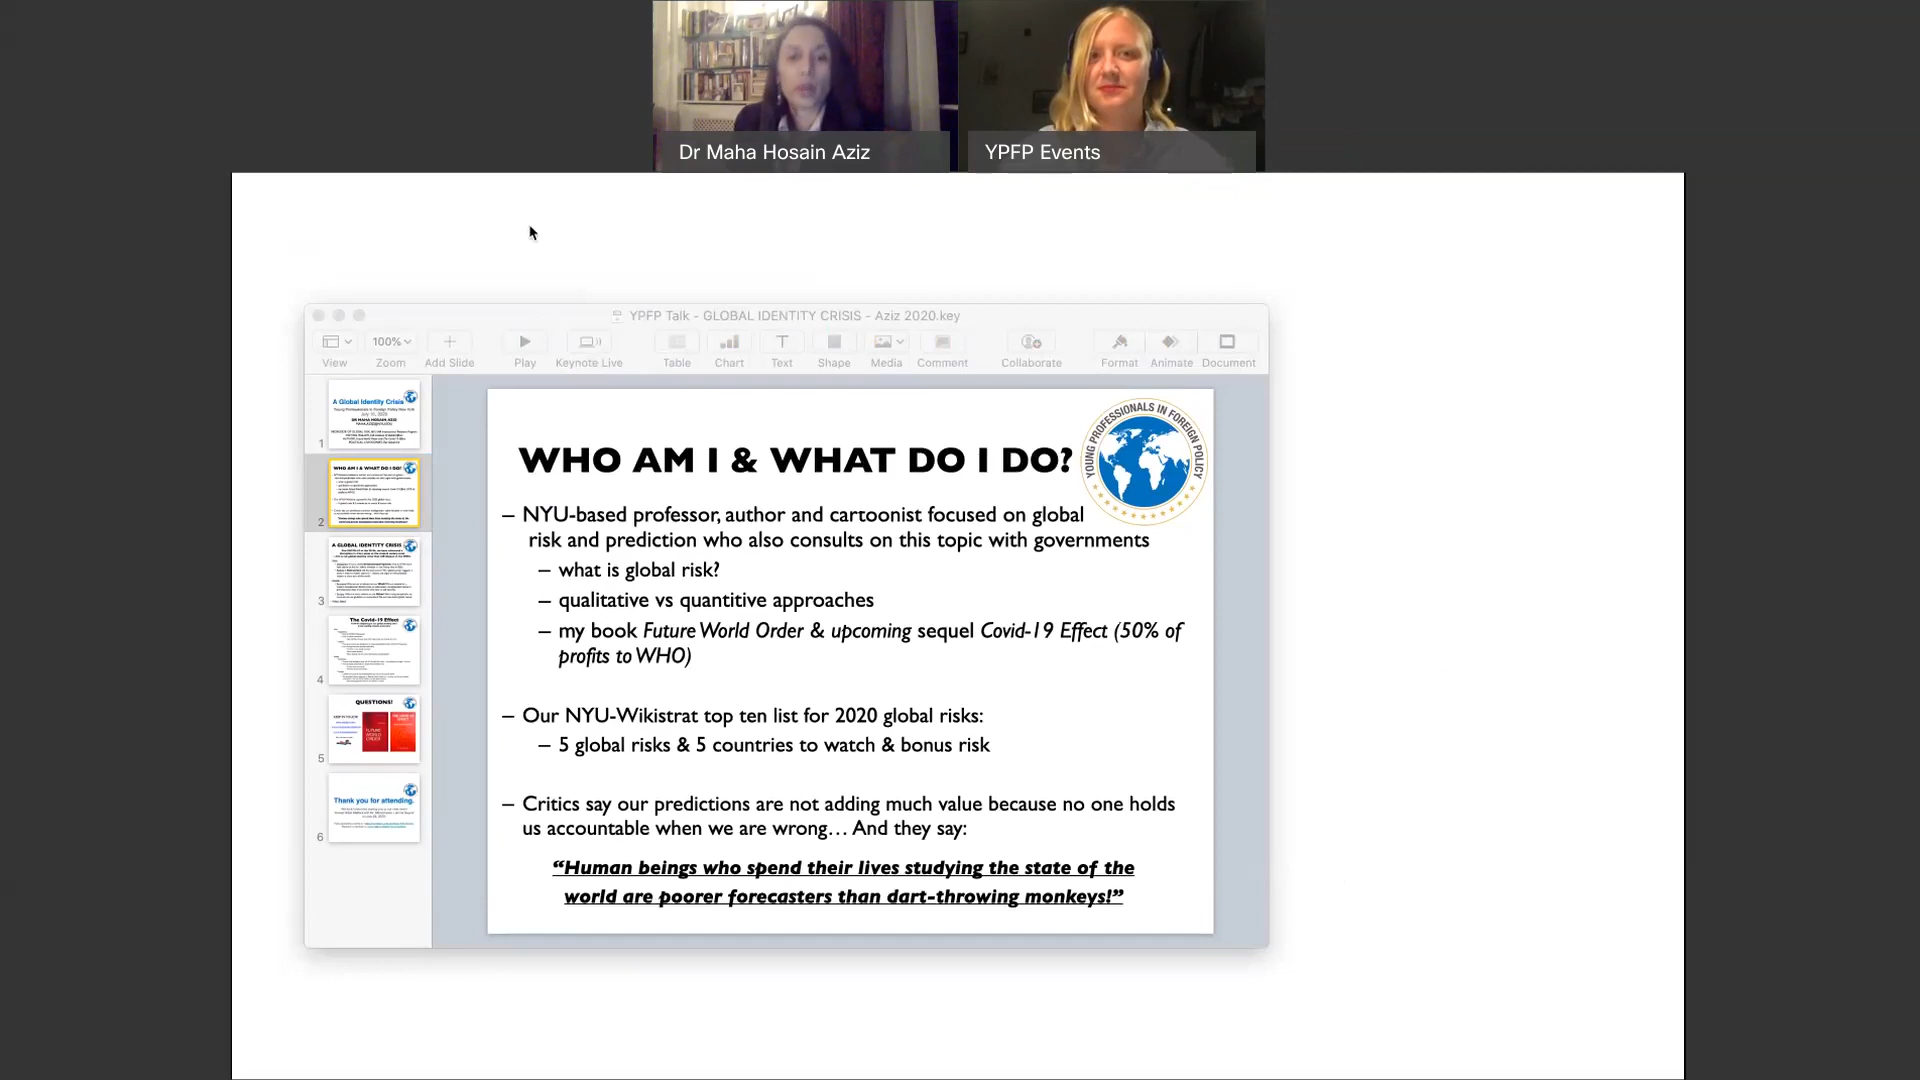 Dr Maha Hosain Aziz
YPFP Events
YPFP Talk - GLOBAL IDENTITY CRISIS - Aziz 2020.key
100%
View
Zoom
Add Slide
Play
Keynote Live
Table
Chart
Text
Shape
Media
Comment
Collaborate
Format
Animate
Document
A Global Identity Crisis
DR MAHA HOSAIN AZIZ
1
WHO AM I & WHAT DO I DO?
2
A GLOBAL IDENTITY CRISIS
3
The Covid-19 Effect
4
QUESTIONS!
FUTURE
WORLD
ORDER
5
Thank you for attending.
6
YOUNG PROFESSIONALS IN FOREIGN POLICY
WHO AM I & WHAT DO I DO?
– NYU-based professor, author and cartoonist focused on global
risk and prediction who also consults on this topic with governments
– what is global risk?
– qualitative vs quantitive approaches
– my book Future World Order & upcoming sequel Covid-19 Effect (50% of
profits to WHO)
– Our NYU-Wikistrat top ten list for 2020 global risks:
– 5 global risks & 5 countries to watch & bonus risk
– Critics say our predictions are not adding much value because no one holds
us accountable when we are wrong… And they say:
“Human beings who spend their lives studying the state of the
world are poorer forecasters than dart-throwing monkeys!”